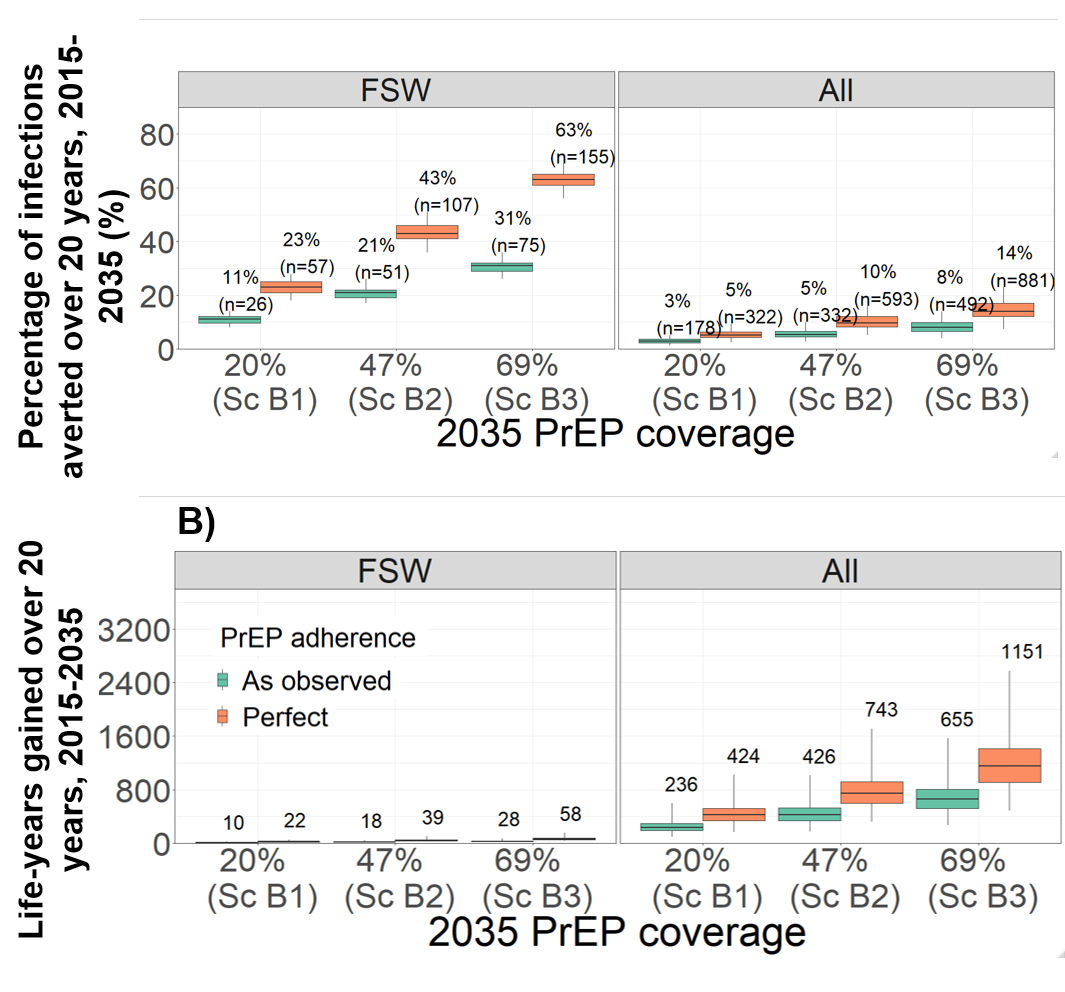 Percentage of infections
averted over 20 years, 2015-
2035 (%)
FSW
All
80
60
40
20
0
11%
(n=26)
23%
(n=57)
21%
(n=51)
43%
(n=107)
31%
(n=75)
63%
(n=155)
3%
(n=178)
5%
(n=322)
5%
(n=332)
10%
(n=593)
8%
(n=492)
14%
(n=881)
20%
(Sc B1)
47%
(Sc B2)
69%
(Sc B3)
20%
(Sc B1)
47%
(Sc B2)
69%
(Sc B3)
2035 PrEP coverage
B)
Life-years gained over 20
years, 2015-2035
FSW
All
3200
2400
1600
800
0
PrEP adherence
As observed
Perfect
10
22
18
39
28
58
236
424
426
743
655
1151
20%
(Sc B1)
47%
(Sc B2)
69%
(Sc B3)
20%
(Sc B1)
47%
(Sc B2)
69%
(Sc B3)
2035 PrEP coverage